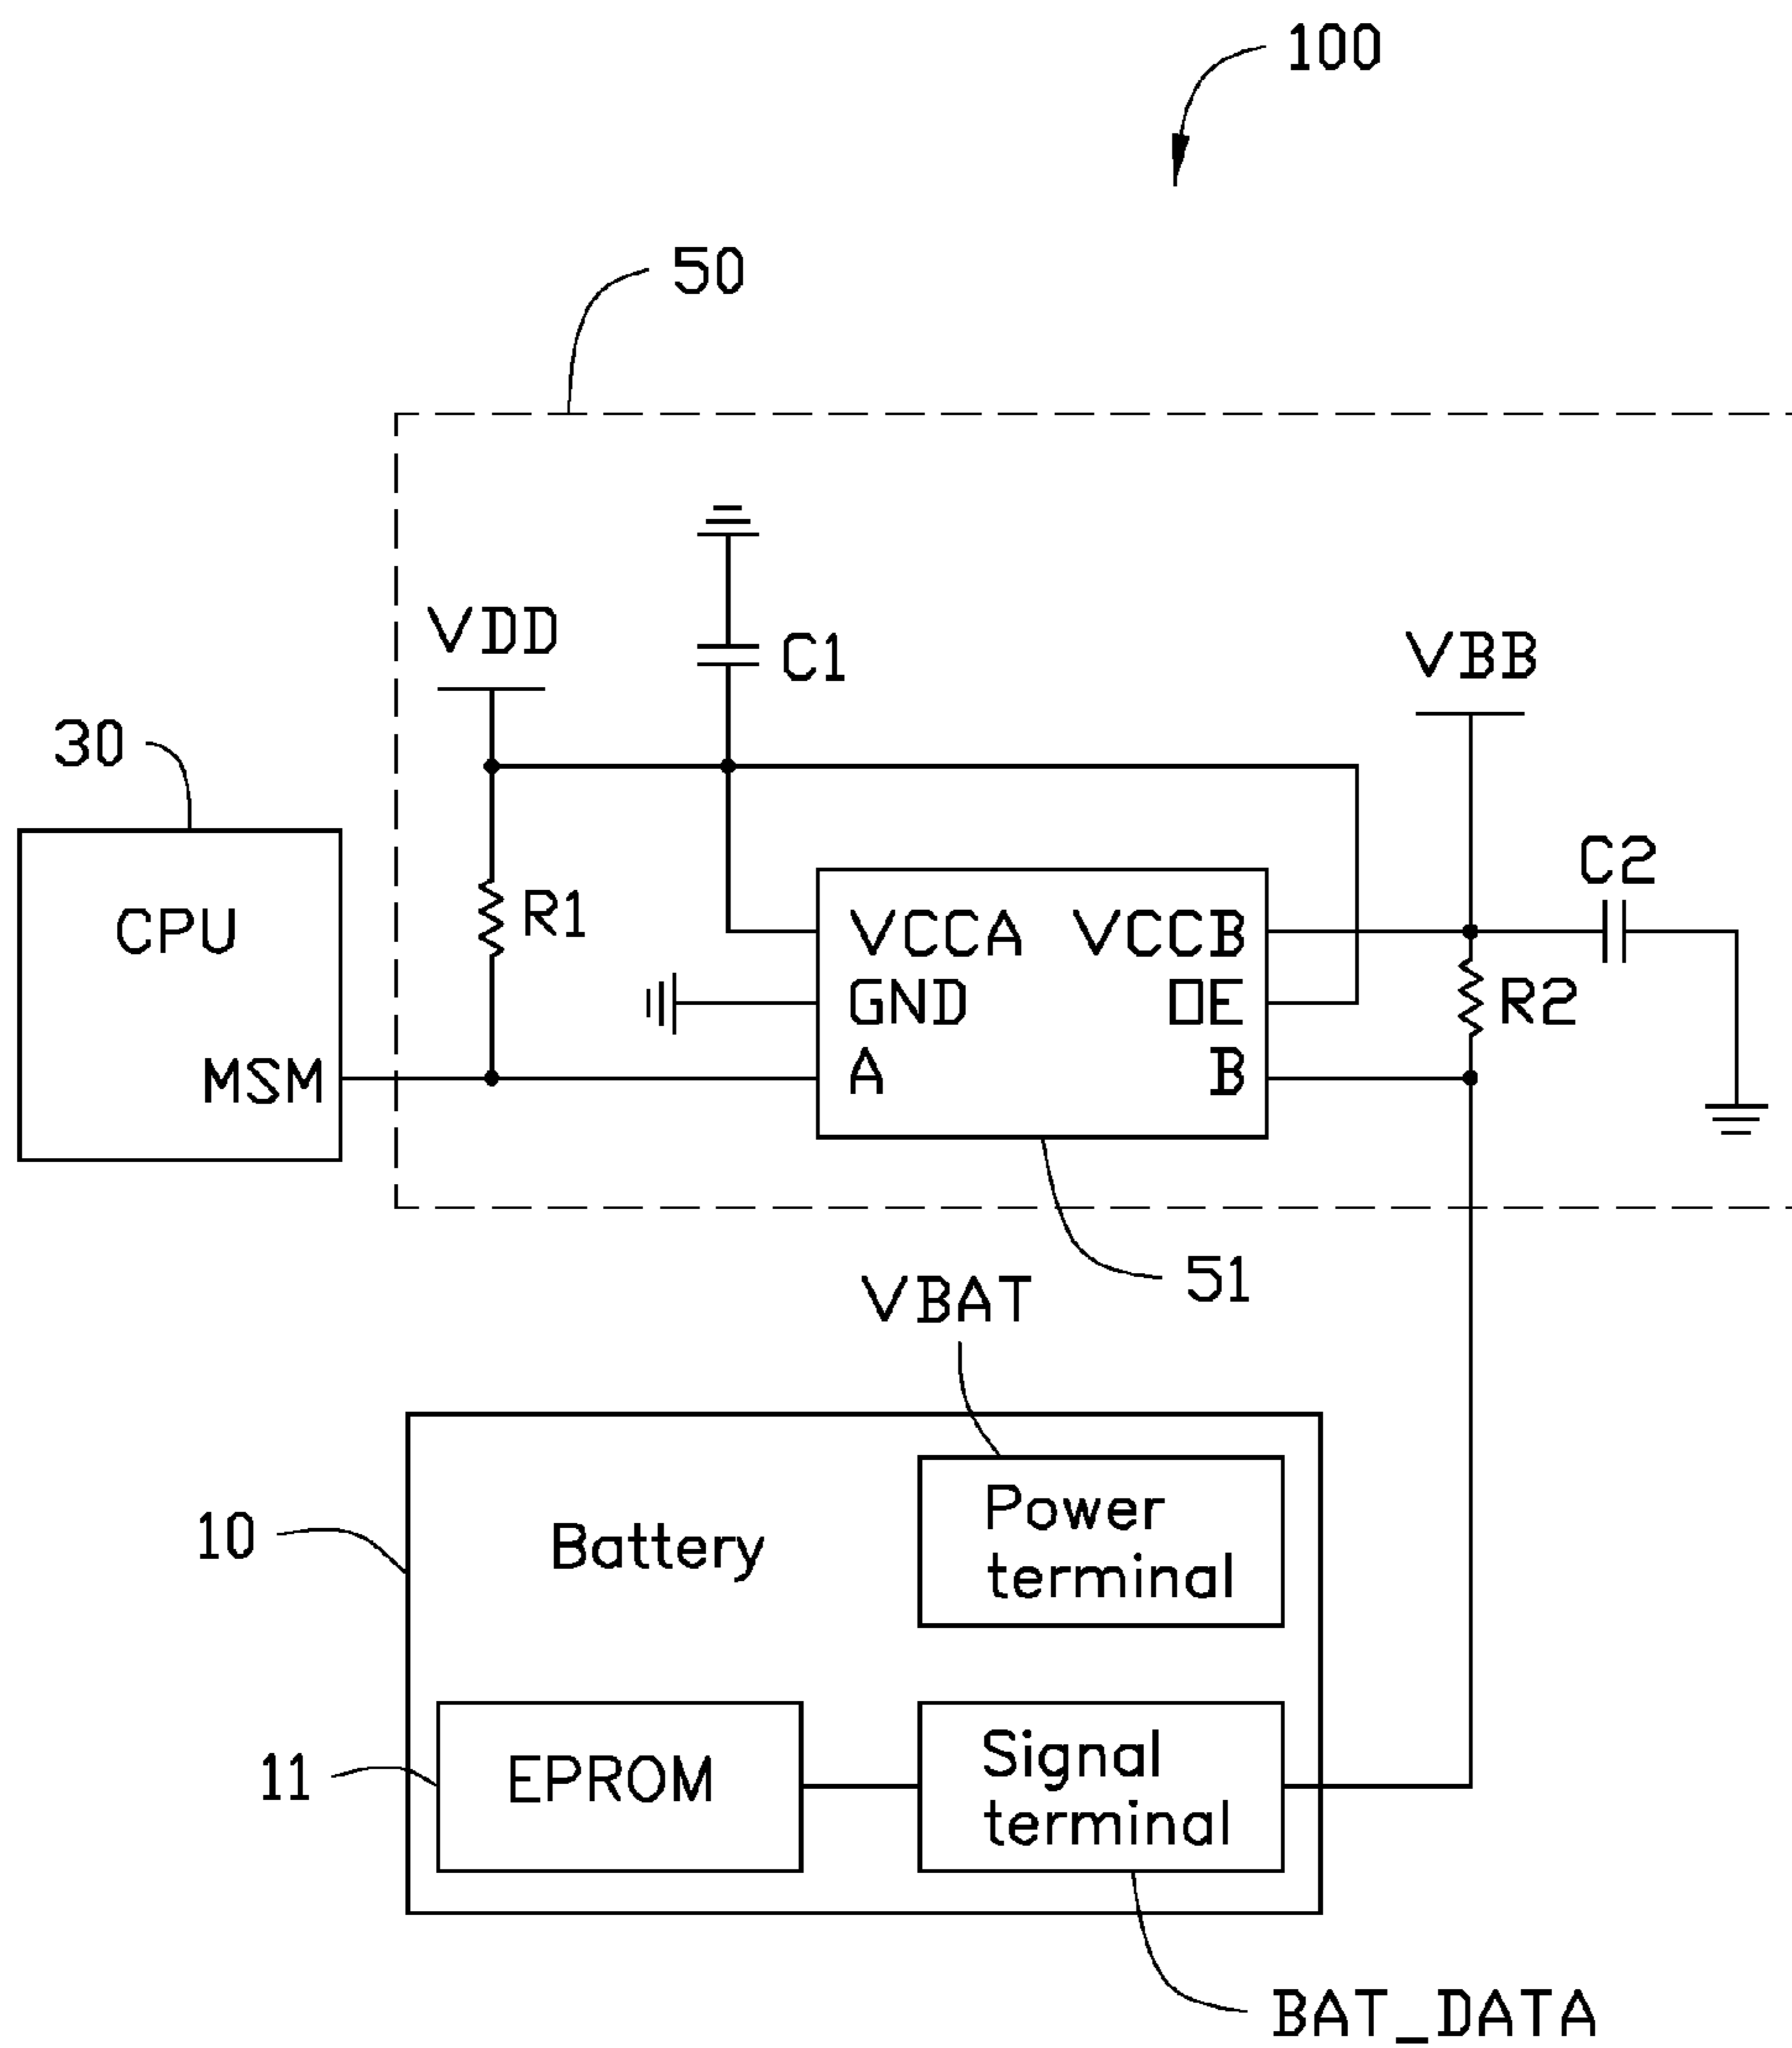 100
50
VDD
C1
VBB
30
CPU
R1
C2
VCCA VCCB
GND OE
R2
MSM
A B
51
VBAT
10
Battery
Power
terminal
11
EPROM
Signal
terminal
BAT_DATA